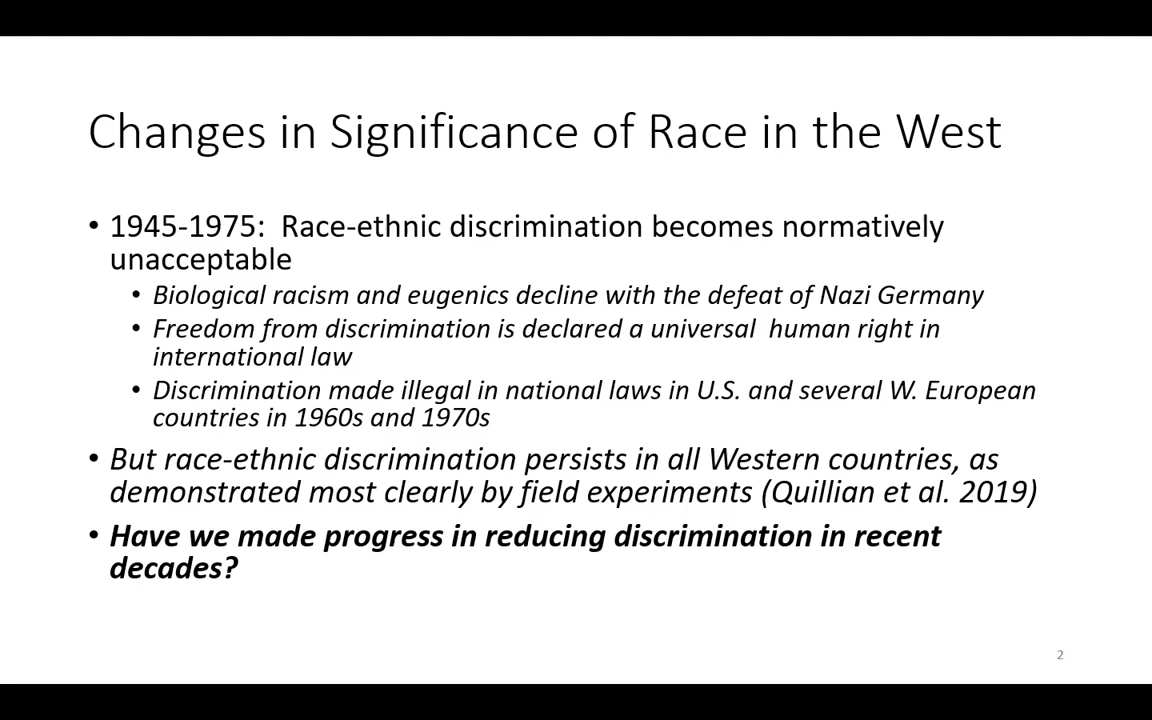 Changes in Significance of Race in the West
• 1945-1975:  Race-ethnic discrimination becomes normatively
unacceptable
• Biological racism and eugenics decline with the defeat of Nazi Germany
• Freedom from discrimination is declared a universal  human right in
international law
• Discrimination made illegal in national laws in U.S. and several W. European
countries in 1960s and 1970s
• But race-ethnic discrimination persists in all Western countries, as
demonstrated most clearly by field experiments (Quillian et al. 2019)
• Have we made progress in reducing discrimination in recent
decades?
2